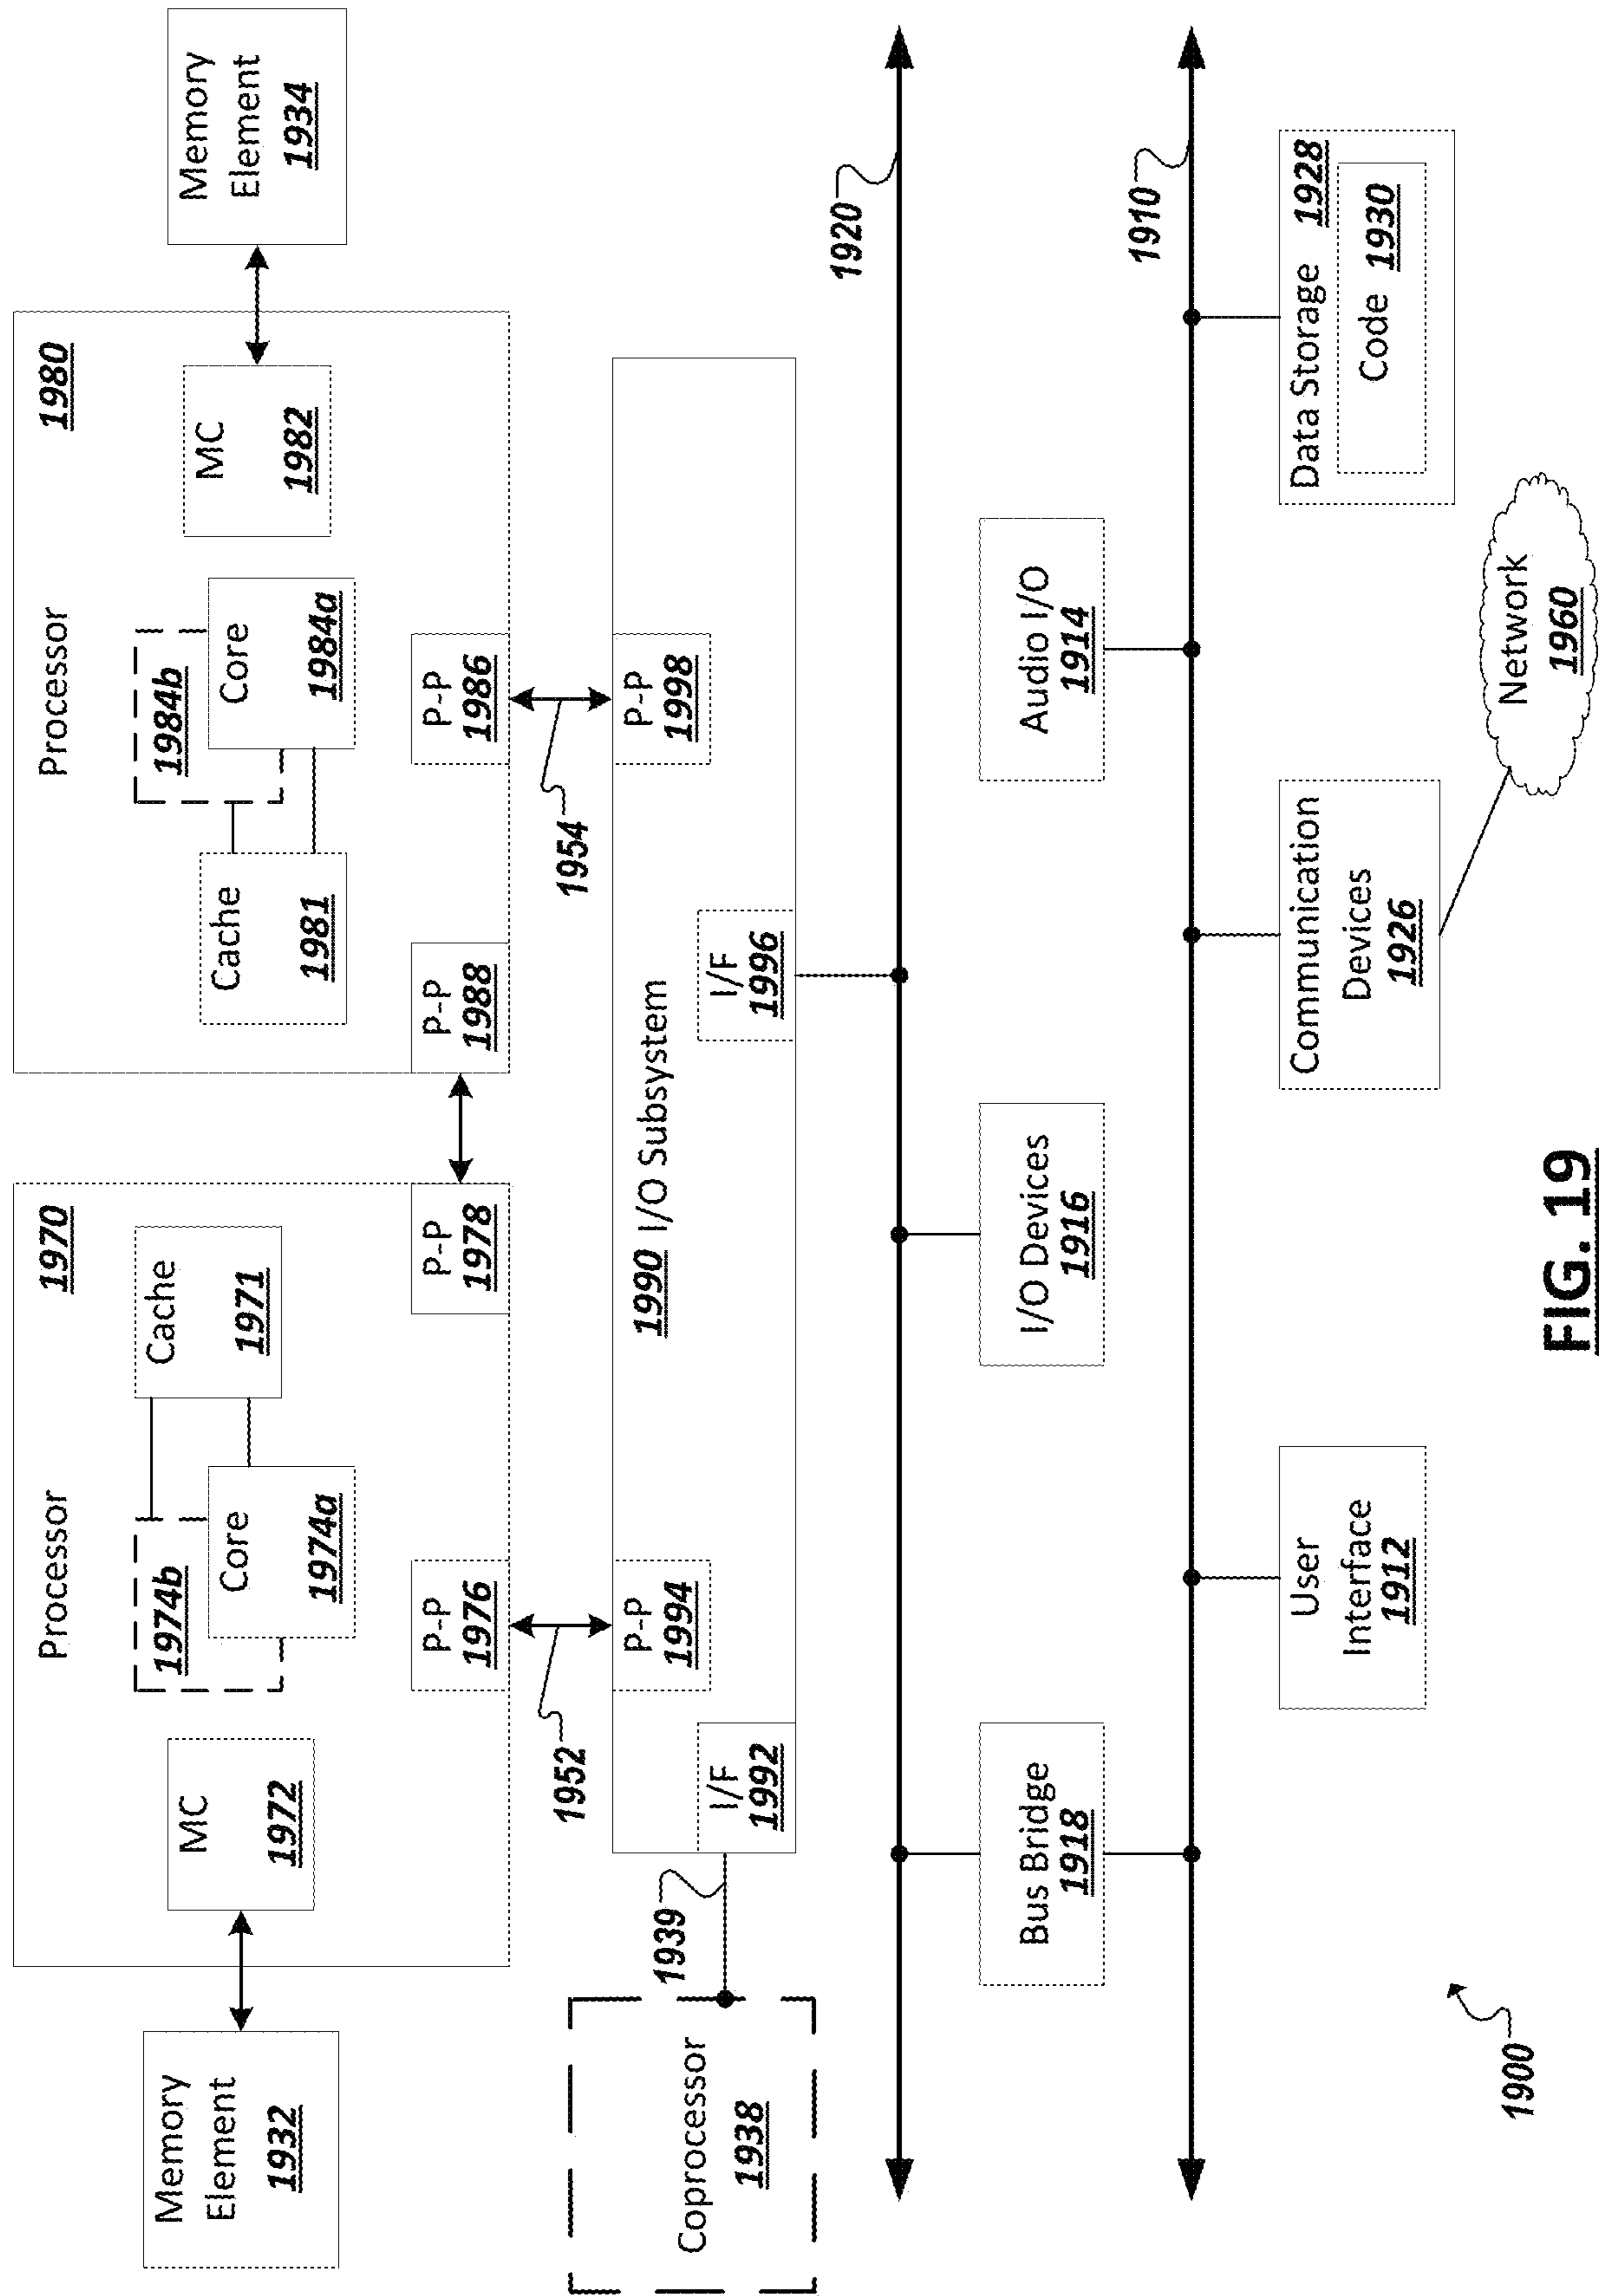 Processor
1970
MC
1972
1974b
Core
1974a
Cache
1971
P-P
1976
P-P
1978
Memory
Element
1932
Processor
1980
Cache
1981
1984b
Core
1984a
MC
1982
P-P
1988
P-P
1986
Memory
Element
1934
1952
1954
Coprocessor
1938
1939
I/F
1992
P-P
1994
1990 I/O Subsystem
I/F
1996
P-P
1998
1920
Bus Bridge
1918
I/O Devices
1916
Audio I/O
1914
1910
User
Interface
1912
Communication
Devices
1926
Data Storage 1928
Code 1930
Network
1960
1900
FIG. 19